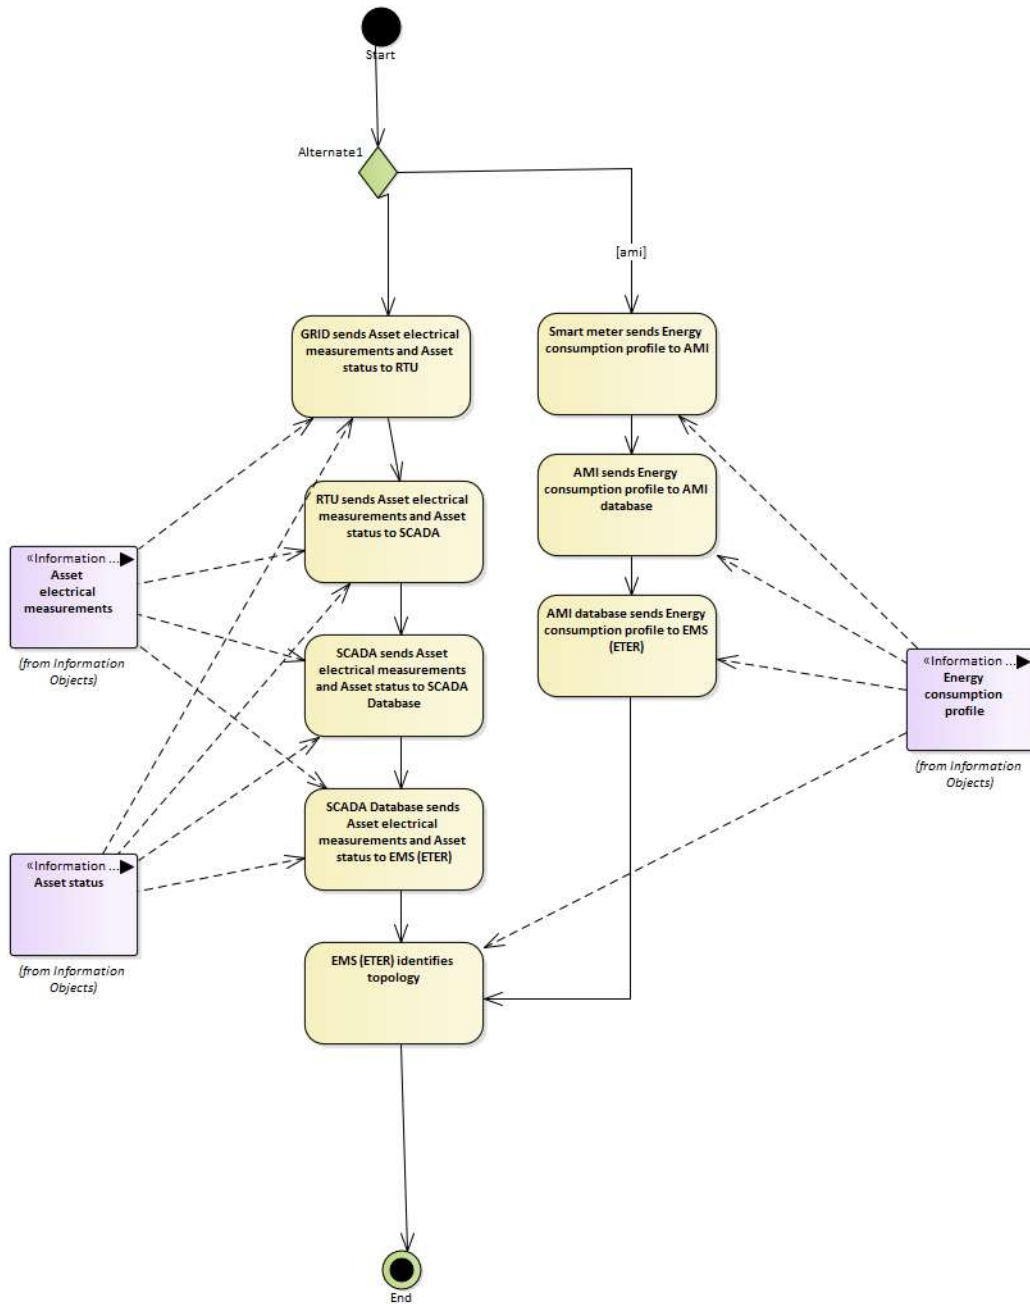 Start
Alternate1
[ami]
GRID sends Asset electrical
measurements and Asset
status to RTU
Smart meter sends Energy
consumption profile to AMI
RTU sends Asset electrical
measurements and Asset
status to SCADA
AMI sends Energy
consumption profile to AMI
database
«Information ...
Asset
electrical
measurements
(from Information
Objects)
SCADA sends Asset
electrical measurements
and Asset status to SCADA
Database
AMI database sends Energy
consumption profile to EMS
(ETER)
«Information ...
Energy
consumption
profile
(from Information
Objects)
SCADA Database sends
Asset electrical
measurements and Asset
status to EMS (ETER)
«Information ...
Asset status
(from Information
Objects)
EMS (ETER) identifies
topology
End